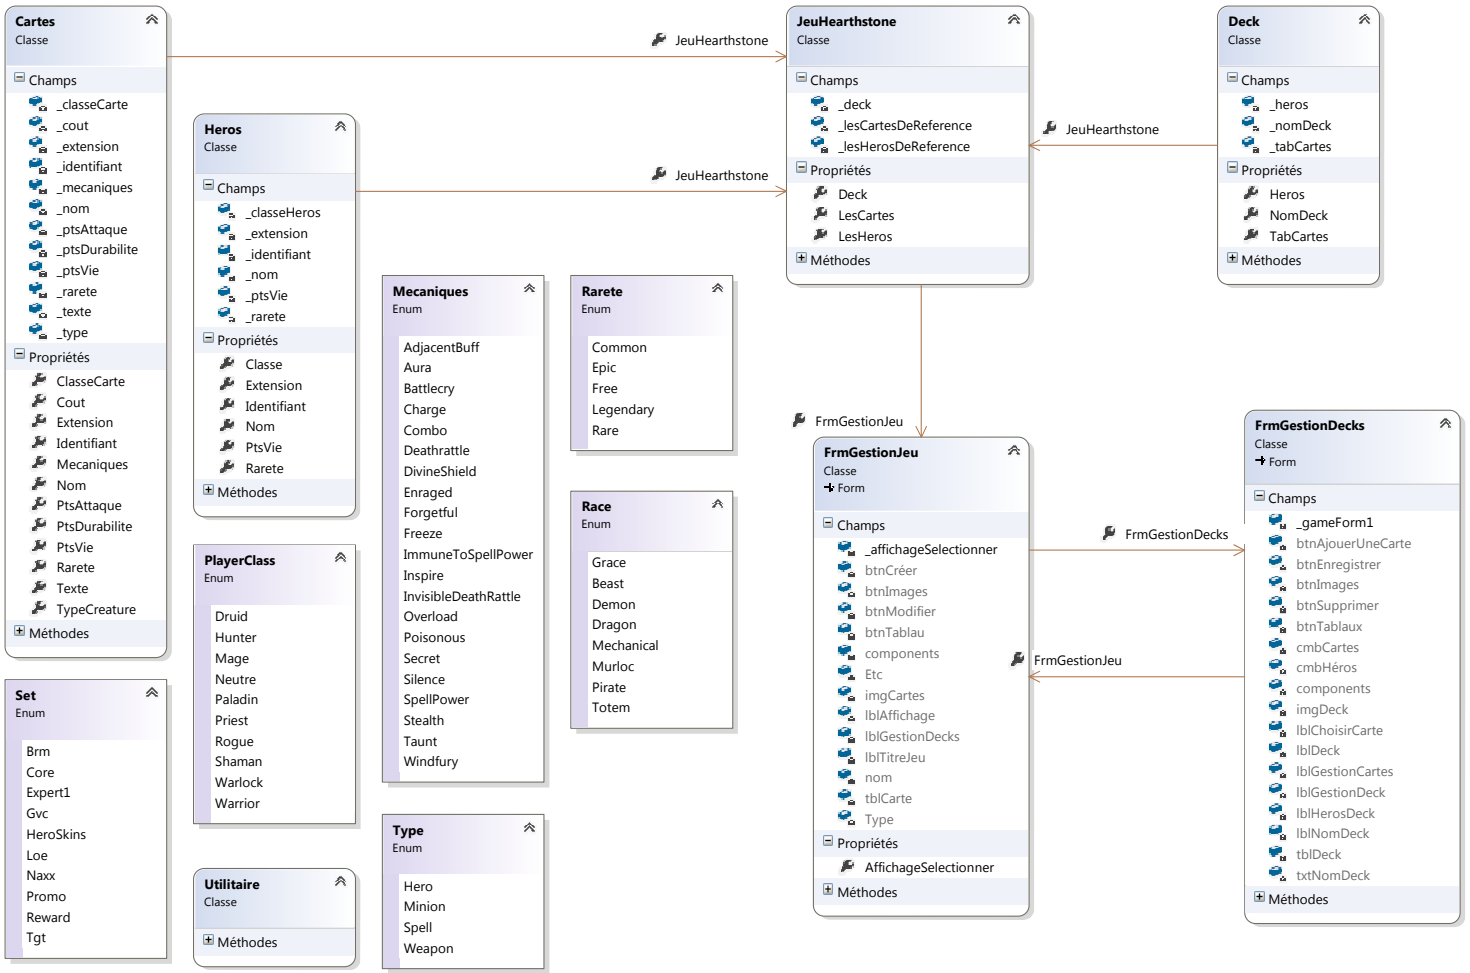 Cartes
Classe
Champs
_classeCarte
_cout
_extension
_identifiant
_mecaniques
_nom
_ptsAttaque
_ptsDurabilite
_ptsVie
_rarete
_texte
_type
Propriétés
ClasseCarte
Cout
Extension
Identifiant
Mecaniques
Nom
PtsAttaque
PtsDurabilite
PtsVie
Rarete
Texte
TypeCreature
Méthodes
Set
Enum
Brm
Core
Expert1
Gvc
HeroSkins
Loe
Naxx
Promo
Reward
Tgt
Heros
Classe
Champs
_classeHeros
_extension
_identifiant
_nom
_ptsVie
_rarete
Propriétés
Classe
Extension
Identifiant
Nom
PtsVie
Rarete
Méthodes
PlayerClass
Enum
Druid
Hunter
Mage
Neutre
Paladin
Priest
Rogue
Shaman
Warlock
Warrior
Utilitaire
Classe
Méthodes
Mecaniques
Enum
AdjacentBuff
Aura
Battlecry
Charge
Combo
Deathrattle
DivineShield
Enraged
Forgetful
Freeze
ImmuneToSpellPower
Inspire
InvisibleDeathRattle
Overload
Poisonous
Secret
Silence
SpellPower
Stealth
Taunt
Windfury
Type
Enum
Hero
Minion
Spell
Weapon
Rarete
Enum
Common
Epic
Free
Legendary
Rare
Race
Enum
Grace
Beast
Demon
Dragon
Mechanical
Murloc
Pirate
Totem
JeuHearthstone
JeuHearthstone
JeuHearthstone
Classe
Champs
_deck
_lesCartesDeReference
_lesHerosDeReference
Propriétés
Deck
LesCartes
LesHeros
Méthodes
JeuHearthstone
Deck
Classe
Champs
_heros
_nomDeck
_tabCartes
Propriétés
Heros
NomDeck
TabCartes
Méthodes
FrmGestionJeu
FrmGestionJeu
Classe
Form
Champs
_affichageSelectionner
btnCréer
btnImages
btnModifier
btnTablau
components
Etc
imgCartes
lblAffichage
lblGestionDecks
lblTitreJeu
nom
tblCarte
Type
Propriétés
AffichageSelectionner
Méthodes
FrmGestionDecks
FrmGestionJeu
FrmGestionDecks
Classe
Form
Champs
_gameForm1
btnAjouerUneCarte
btnEnregistrer
btnImages
btnSupprimer
btnTablaux
cmbCartes
cmbHéros
components
imgDeck
lblChoisirCarte
lblDeck
lblGestionCartes
lblGestionDeck
lblHerosDeck
lblNomDeck
tblDeck
txtNomDeck
Méthodes